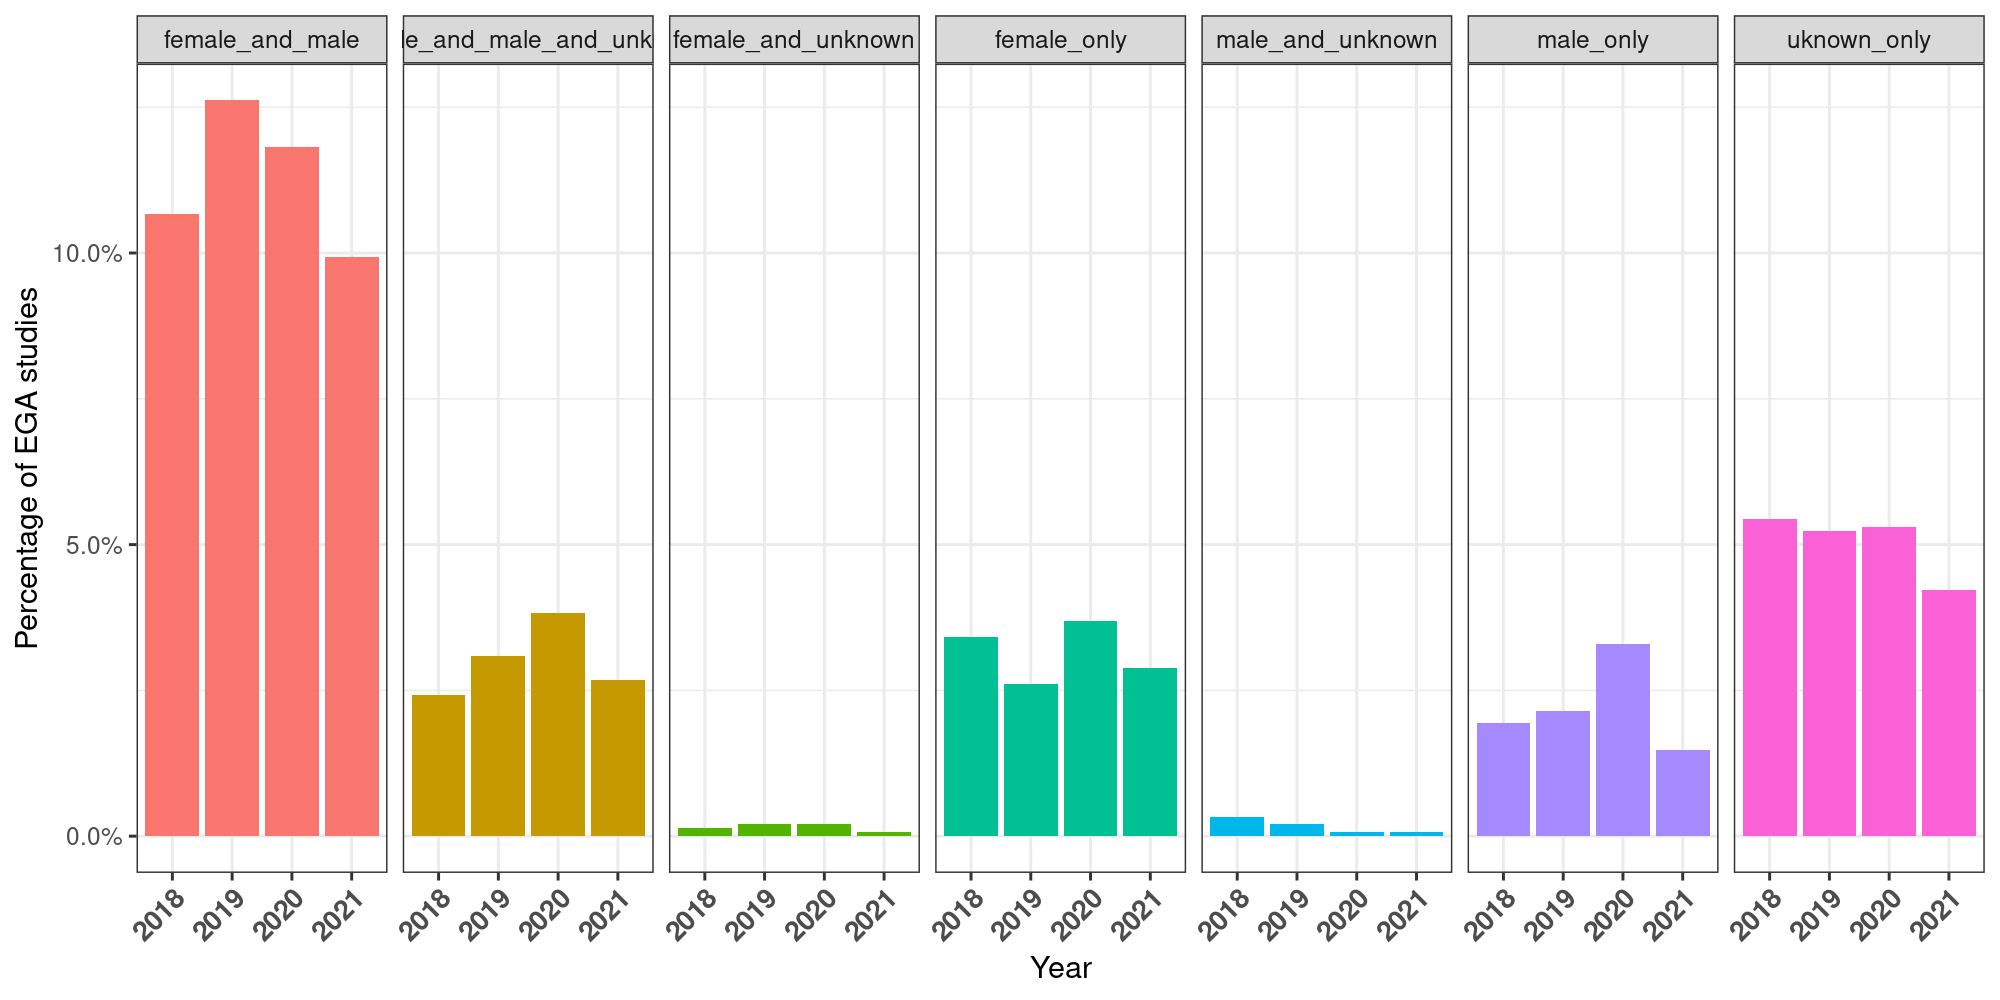 female_and_male
le_and_male_and_unk
female_and_unknown
female_only
male_and_unknown
male_only
uknown_only
Percentage of EGA studies
10.0%
5.0%
0.0%
2018 2019 2020 2021
2018 2019 2020 2021
2018 2019 2020 2021
2018 2019 2020 2021
2018 2019 2020 2021
2018 2019 2020 2021
2018 2019 2020 2021
Year